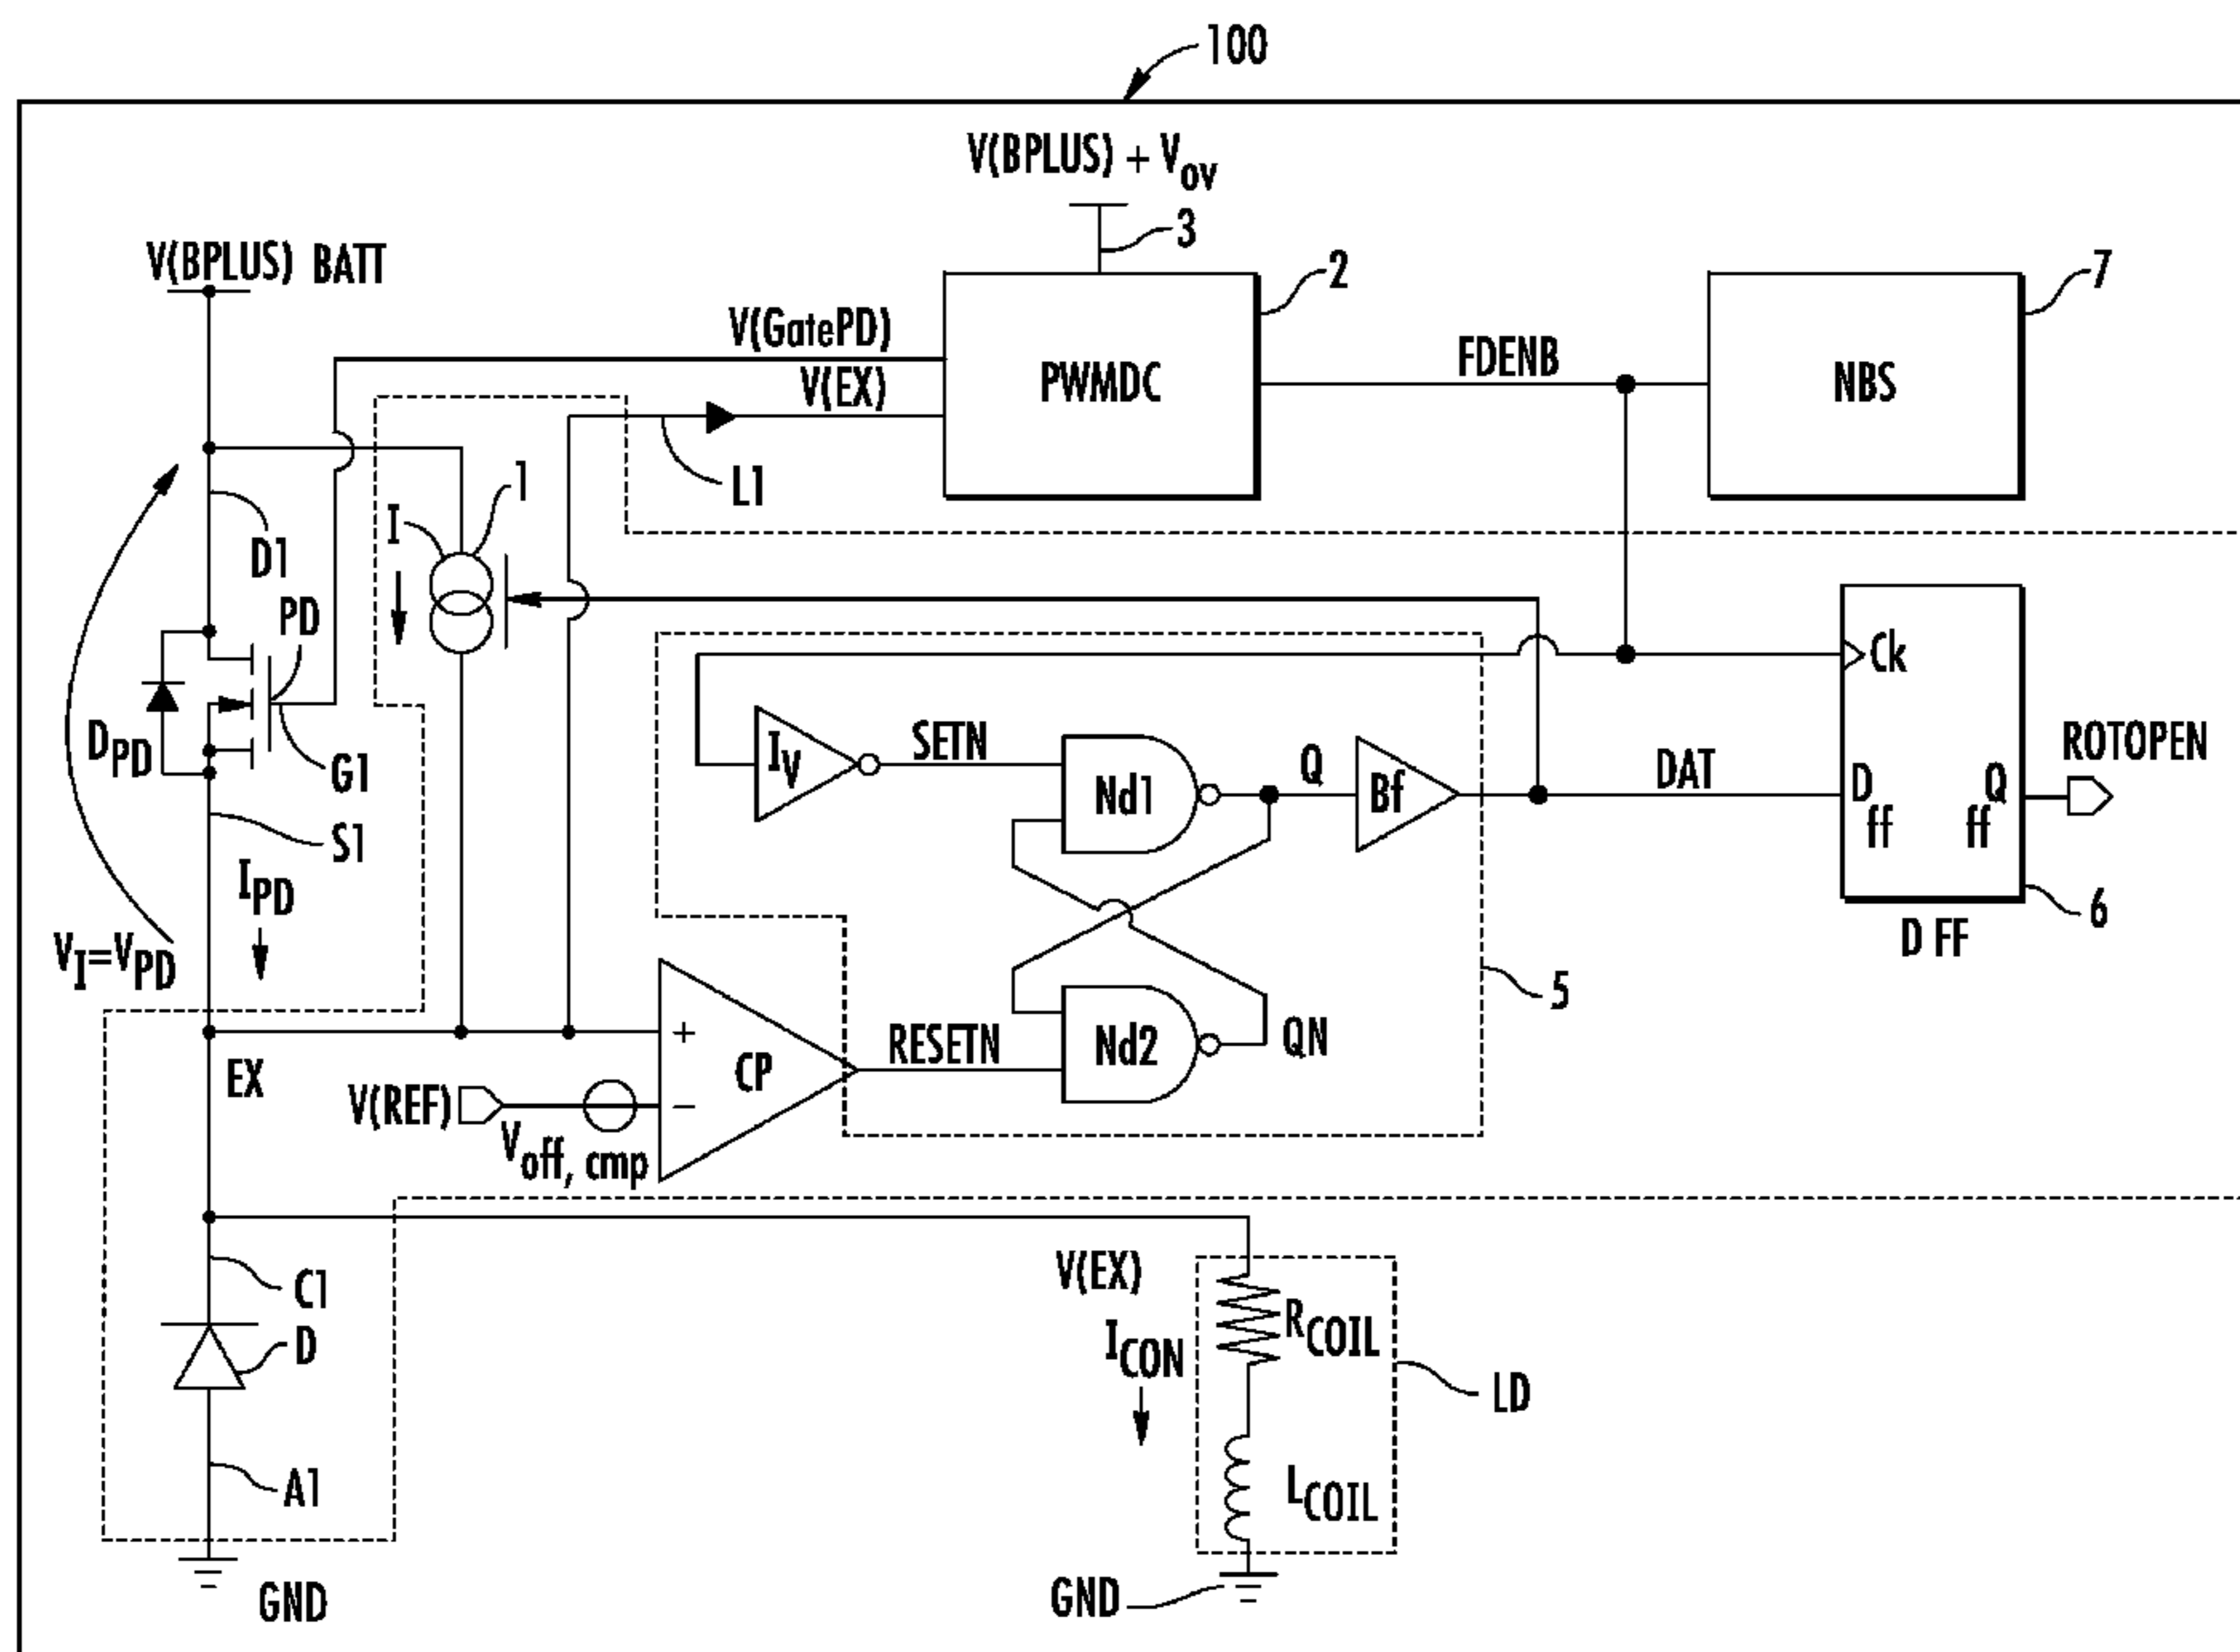 100
V(BPLUS) + Vov
3
V(BPLUS) BATT
2
7
V(GatePD)
V(EX)
PWMDC
FDENB
NBS
L1
1
I
D1
PD
Ck
DPD
G1
IV
SETN
Nd1
Q
Bf
DAT
D
ff
Q
ff
ROTOPEN
S1
IPD
6
D FF
VI=VPD
5
EX
CP
+
−
RESETN
Nd2
QN
V(REF)
Voff, cmp
C1
V(EX)
RCOIL
D
ICON
LD
A1
LCOIL
GND
GND